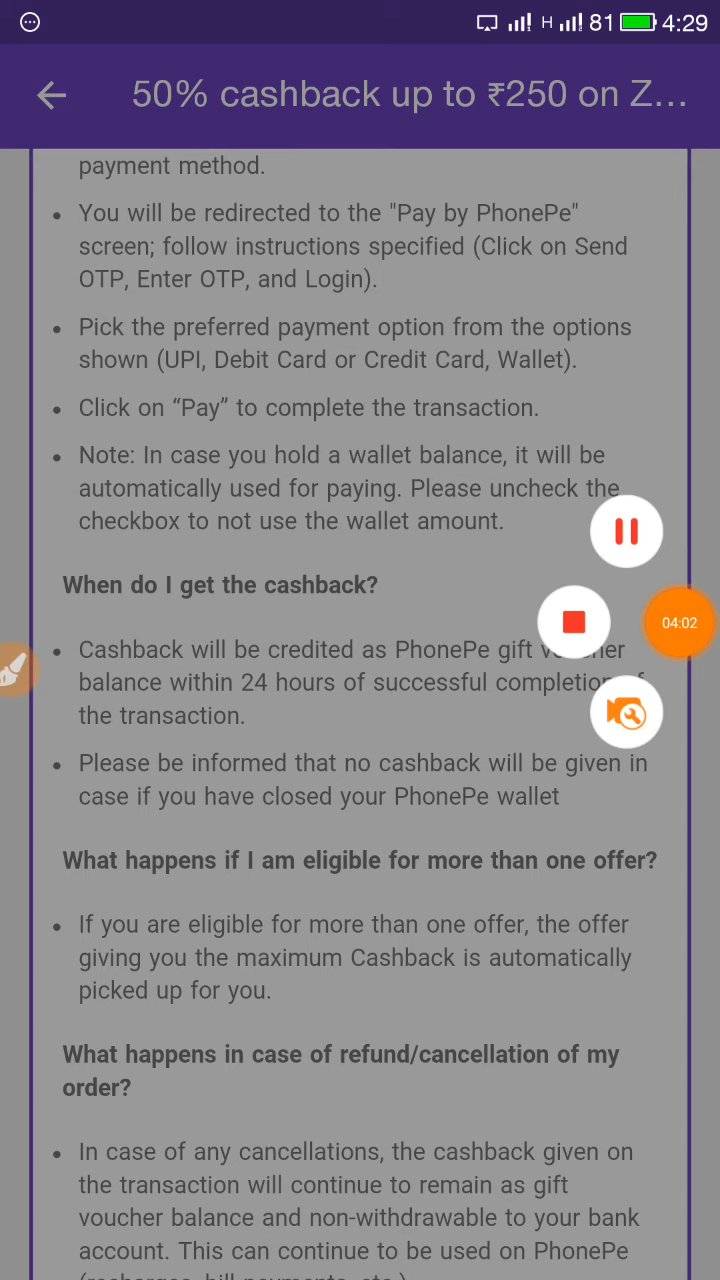 81 4:29
50% cashback up to ₹250 on Z...
payment method.
• You will be redirected to the "Pay by PhonePe"
screen; follow instructions specified (Click on Send
OTP, Enter OTP, and Login).
• Pick the preferred payment option from the options
shown (UPI, Debit Card or Credit Card, Wallet).
• Click on “Pay” to complete the transaction.
• Note: In case you hold a wallet balance, it will be
automatically used for paying. Please uncheck the
checkbox to not use the wallet amount.
When do I get the cashback?
04:02
• Cashback will be credited as PhonePe gift
balance within 24 hours of successful
the transaction.
• Please be informed that no cashback will be given in
case if you have closed your PhonePe wallet
What happens if I am eligible for more than one offer?
• If you are eligible for more than one offer, the offer
giving you the maximum Cashback is automatically
picked up for you.
What happens in case of refund/cancellation of my
order?
• In case of any cancellations, the cashback given on
the transaction will continue to remain as gift
voucher balance and non-withdrawable to your bank
account. This can continue to be used on PhonePe